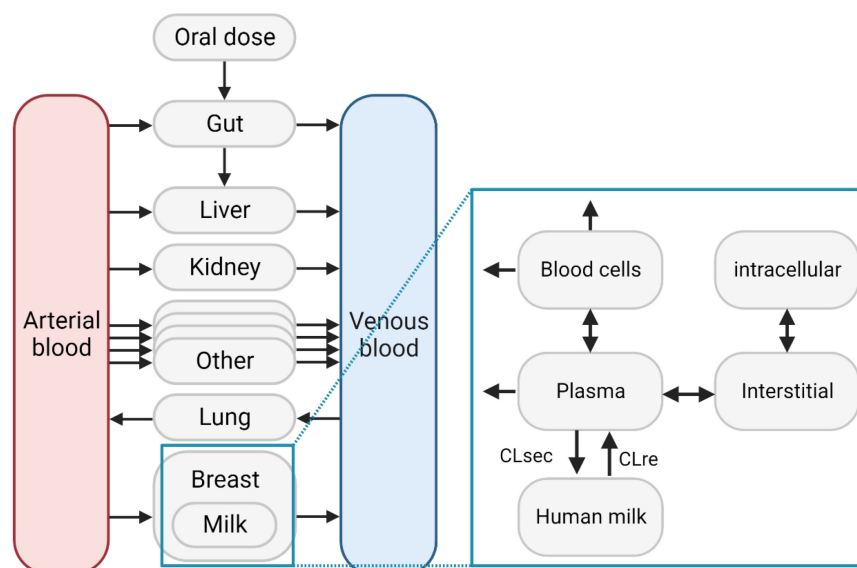 Oral dose
Gut
Liver
Kidney
Arterial
blood
Venous
blood
Other
Lung
Breast
Milk
Blood cells
intracellular
Plasma
Interstitial
CLsec
CLre
Human milk